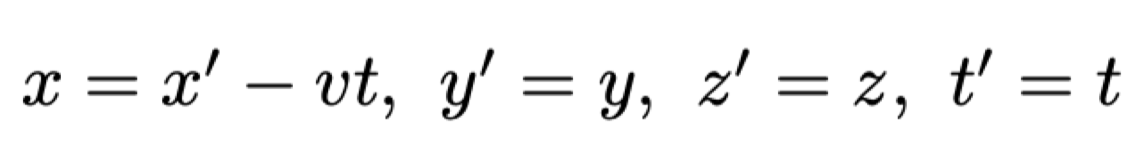 x = x′ − vt, y′ = y, z′ = z, t′ = t